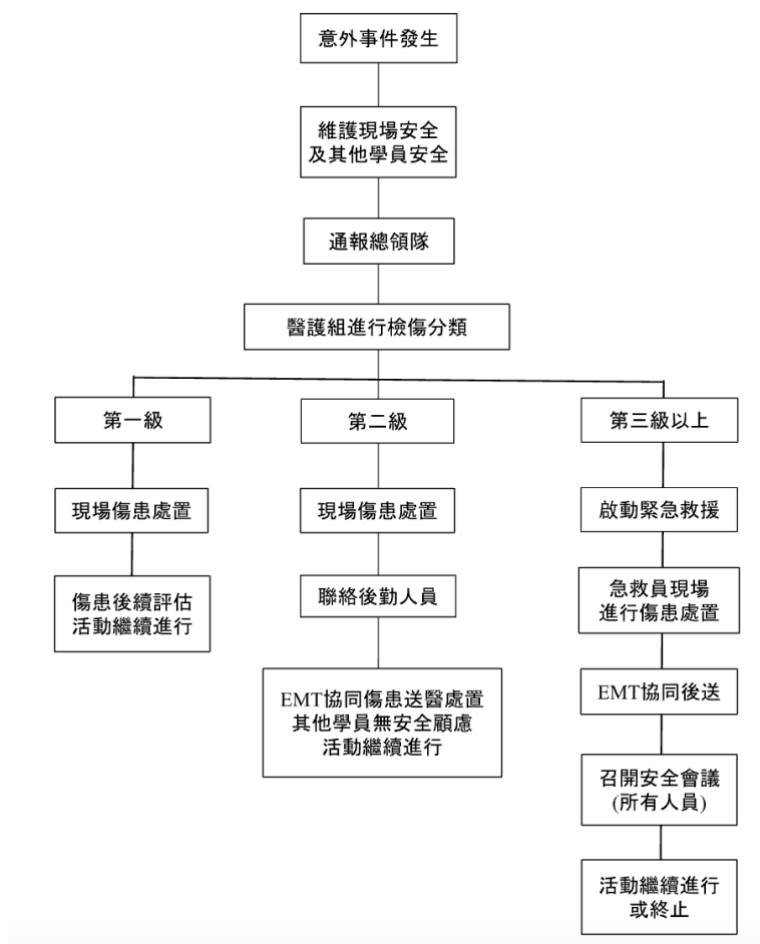 意外事件發生
維護現場安全
及其他學員安全
通報總領隊
醫護組進行檢傷分類
第一級
現場傷患處置
傷患後續評估
活動繼續進行
第二級
現場傷患處置
聯絡後勤人員
EMT協同傷患送醫處置
其他學員無安全顧慮
活動繼續進行
第三級以上
啟動緊急救援
急救員現場
進行傷患處置
EMT協同後送
召開安全會議
(所有人員)
活動繼續進行
或終止